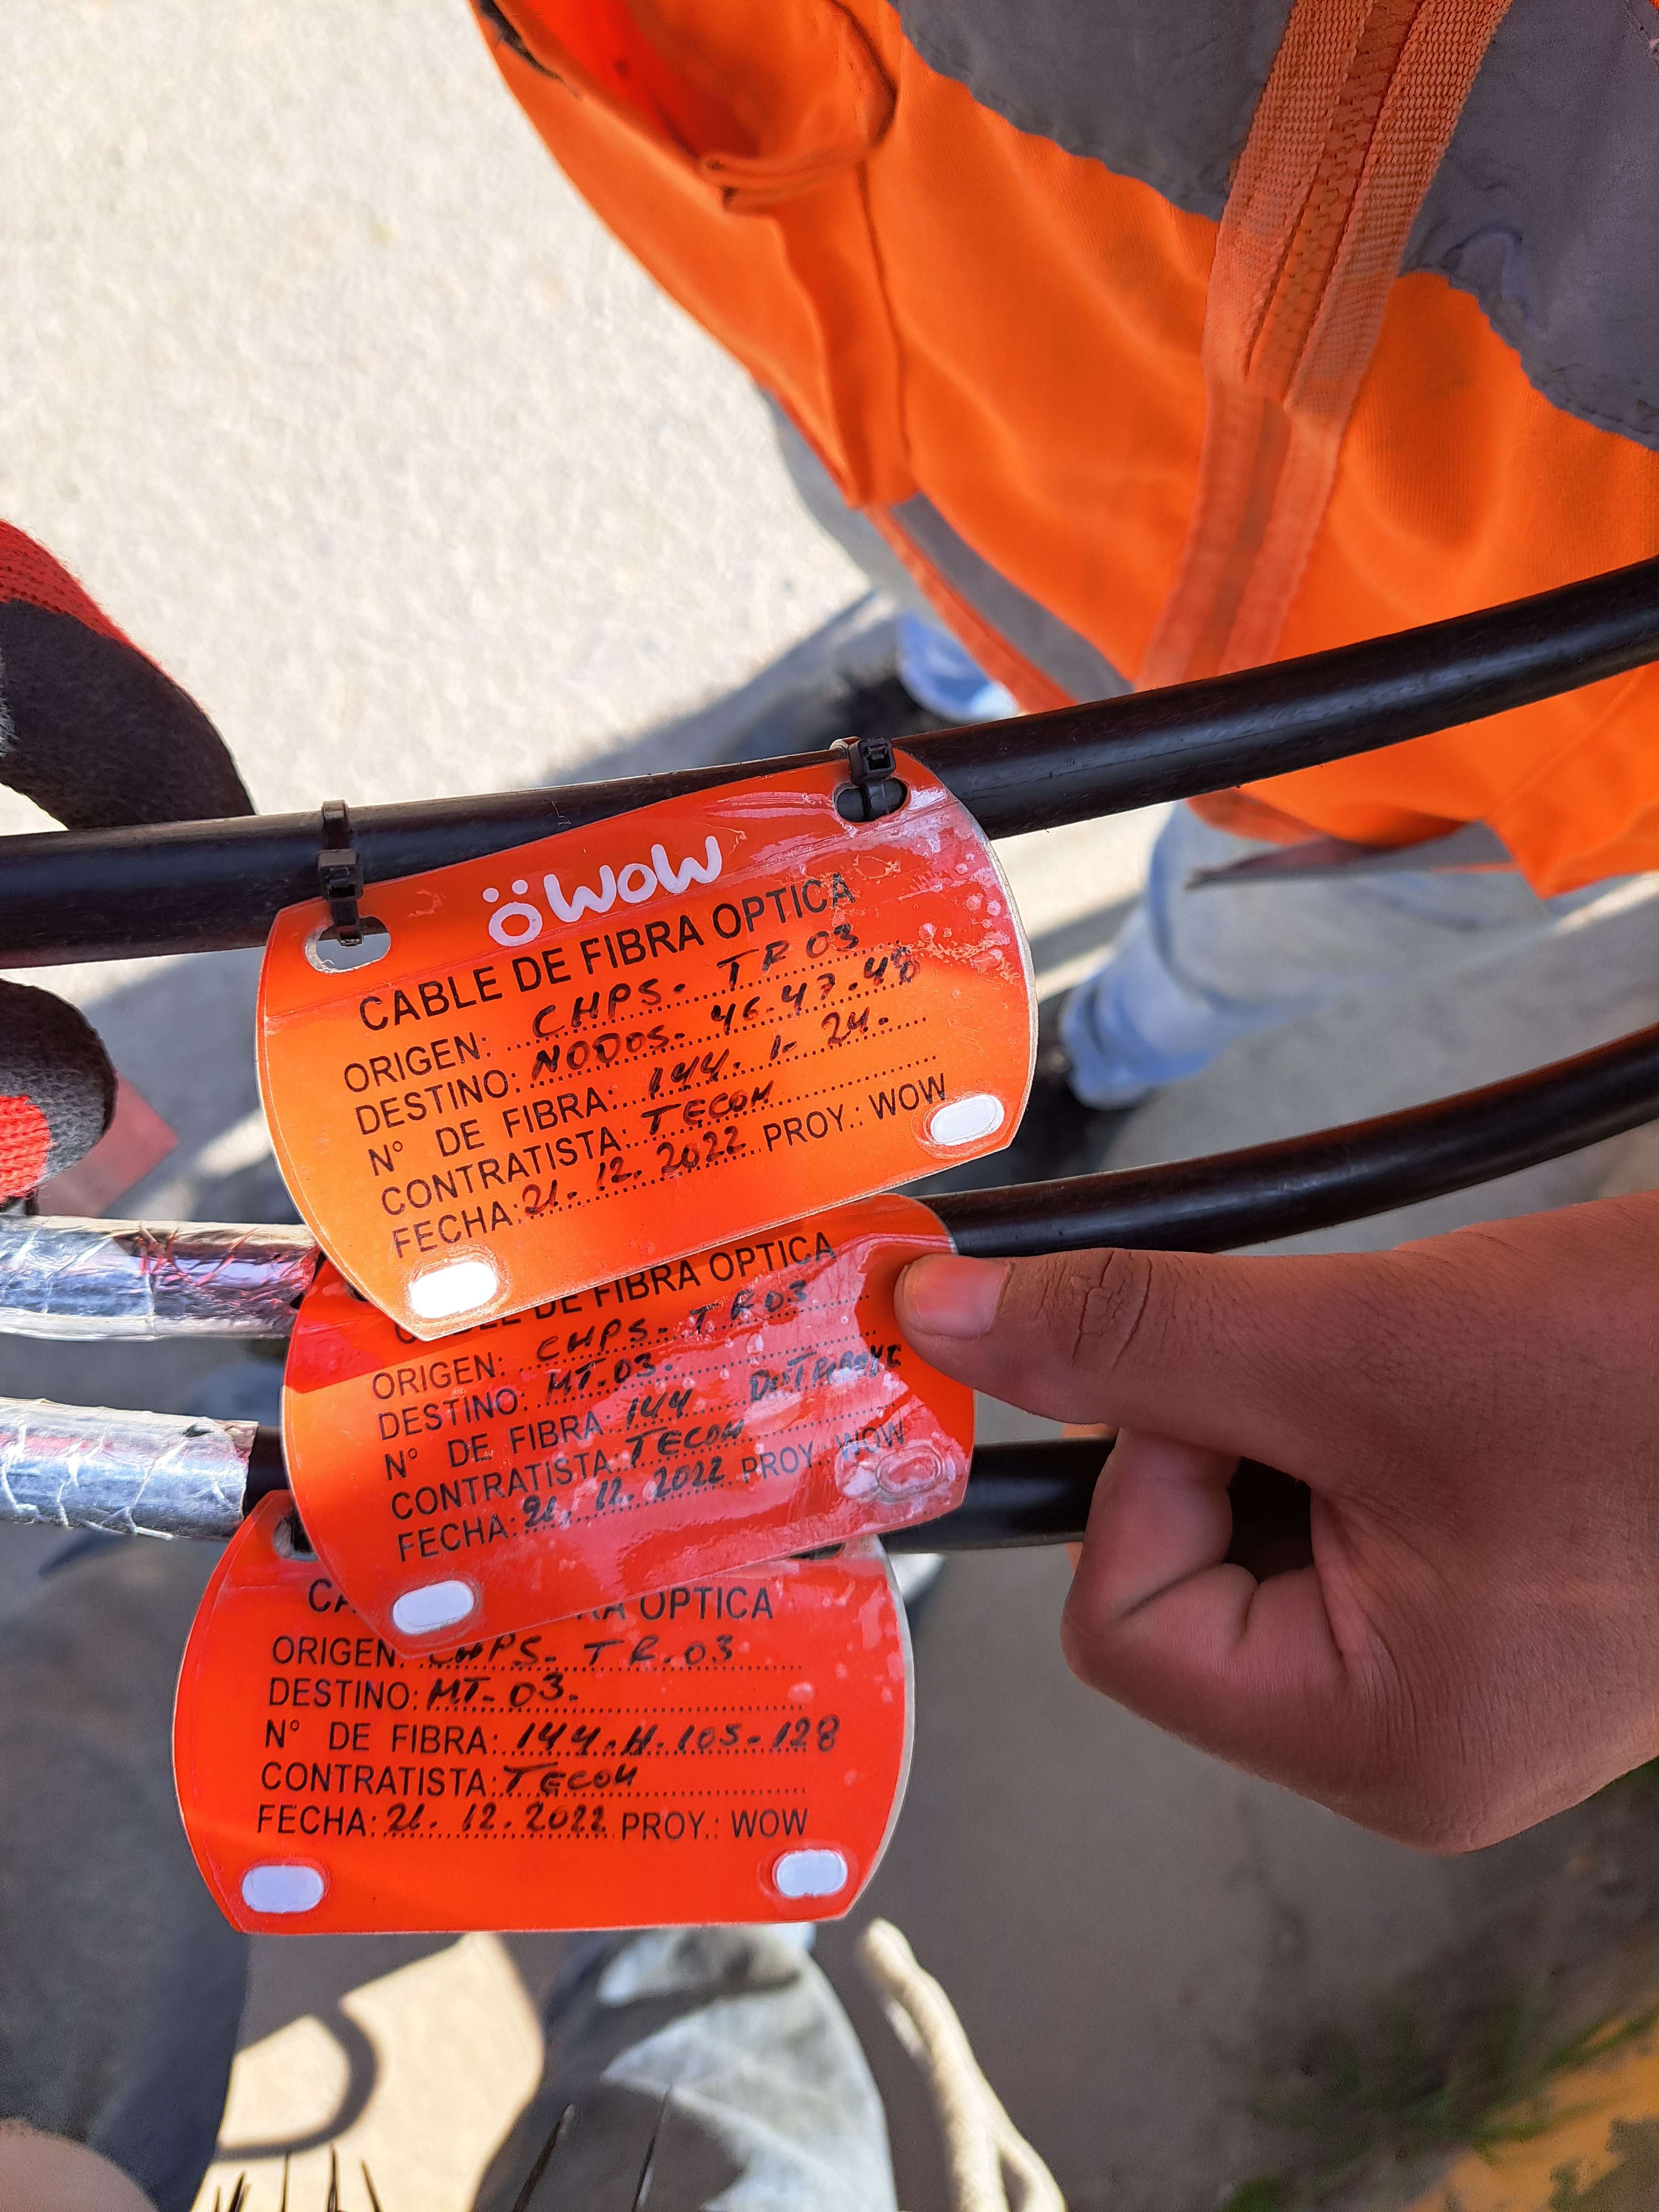 öwow
CABLE DE FIBRA OPTICA
ORIGEN: CHPS. TR 03
DESTINO: NODOS. 46.47.48
N° DE FIBRA: 144. 1- 24.
CONTRATISTA: TECOM
FECHA: 21. 12. 2022 PROY.: WOW
DE FIBRA OPTICA
ORIGEN: CHPS. TR03
DESTINO: MT.03.
N° DE FIBRA: 144
CONTRATISTA: TECOM
FECHA: 21. 12. 2022 PROY.: WOW
OPTICA
ORIGEN: CHPS. TR.03
DESTINO: MT-03.
N° DE FIBRA: 144.H.105-128
CONTRATISTA: TECOM
FECHA: 21. 12. 2022 PROY.: WOW